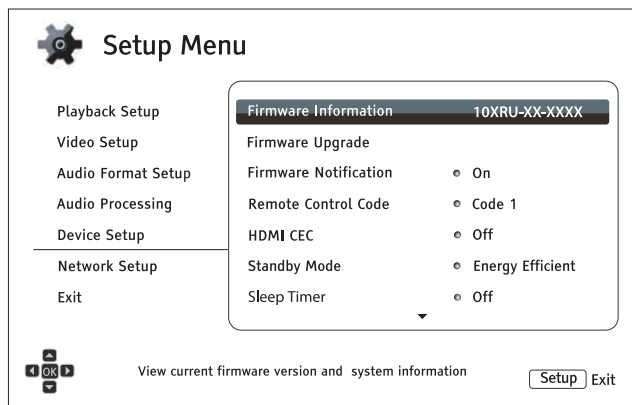 Setup Menu
Playback Setup
Video Setup
Audio Format Setup
Audio Processing
Device Setup
Network Setup
Exit
Firmware Information 10XRU-XX-XXXX
Firmware Upgrade
Firmware Notification On
Remote Control Code Code 1
HDMI CEC Off
Standby Mode Energy Efficient
Sleep Timer Off
OK
View current firmware version and system information
Setup Exit